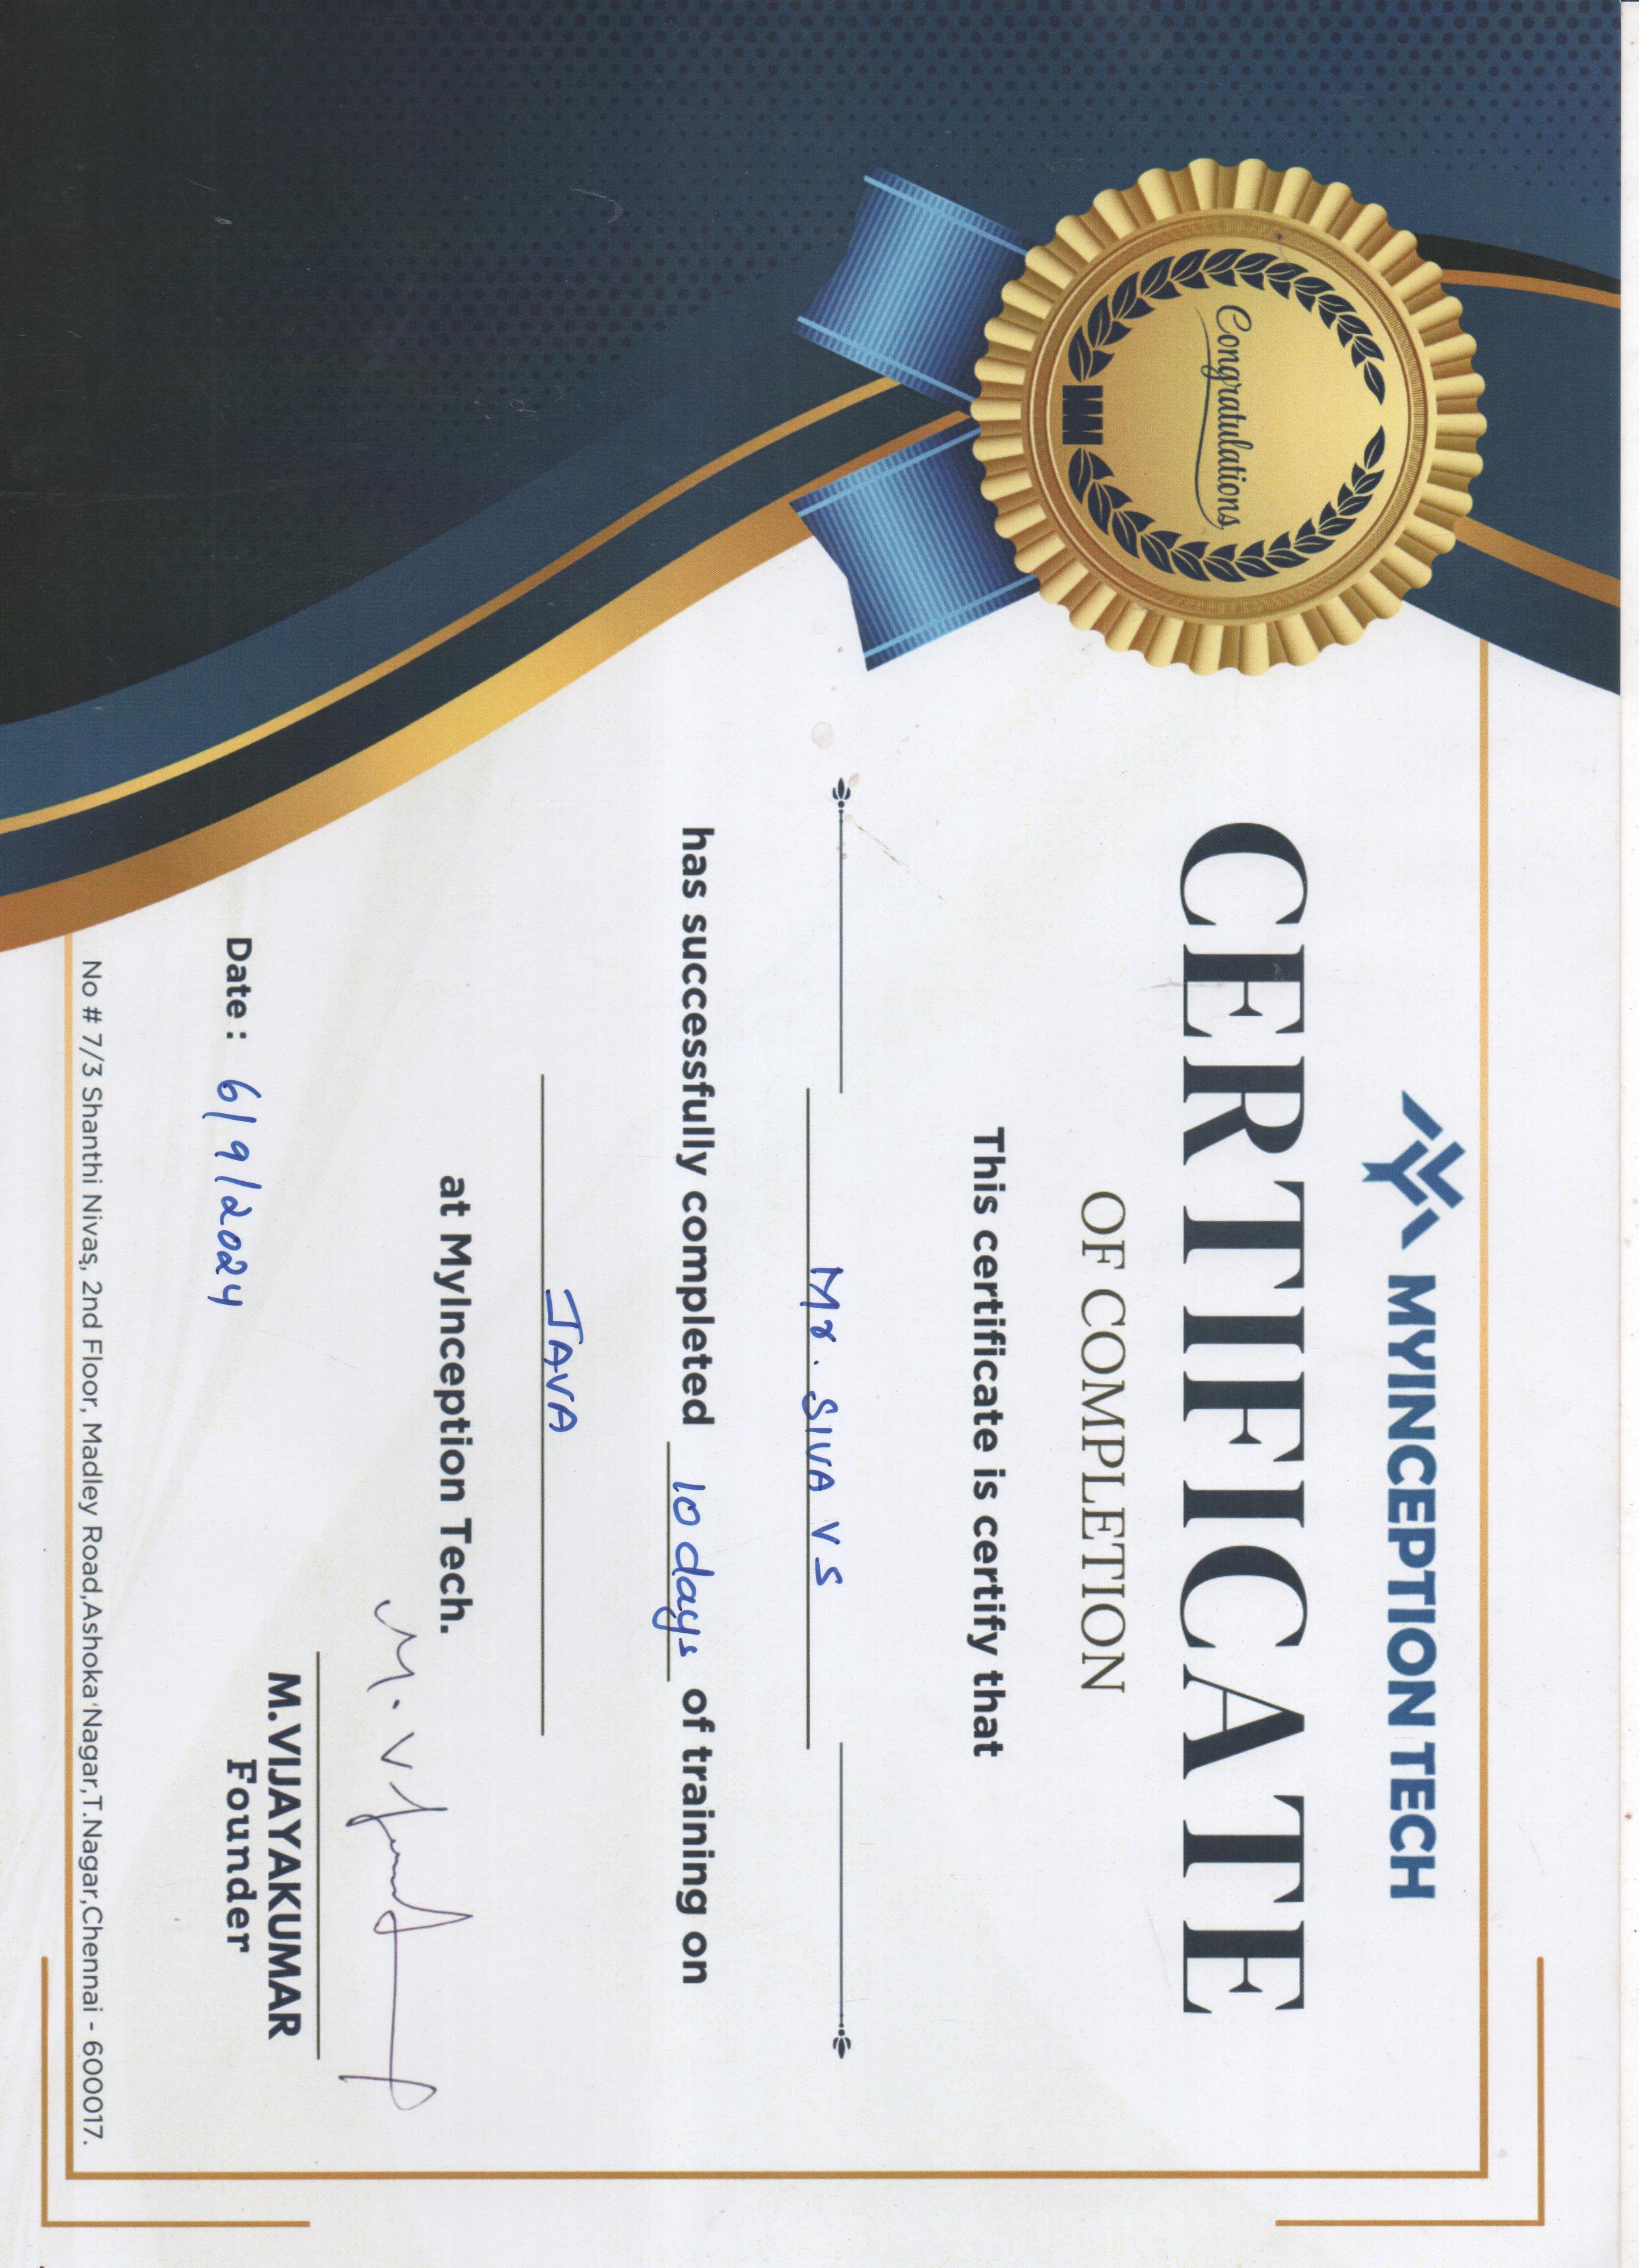 MYINCEPTION TECH
CERTIFICATE
OF COMPLETION
Congratulations
This certificate is certify that
Mr. SIVA V S
has successfully completed 10 days of training on
JAVA
at MyInception Tech.
M.VIJAYAKUMAR
Founder
Date : 6/9/2024
No # 7/3 Shanthi Nivas, 2nd Floor, Madley Road,Ashoka Nagar,T.Nagar,Chennai - 600017.